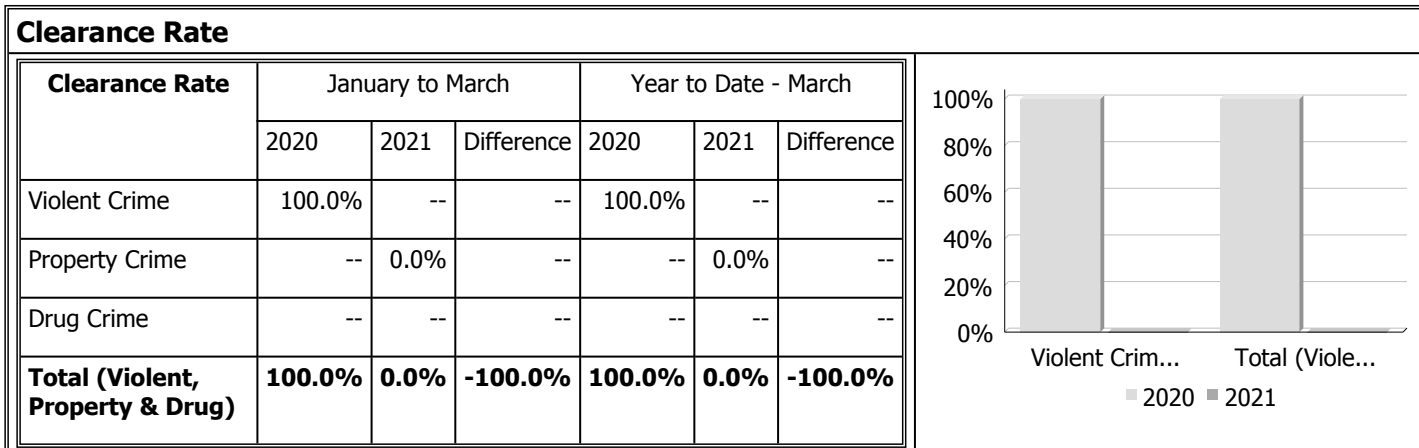 Clearance Rate
Clearance Rate January to March Year to Date - March
2020 2021 Difference 2020 2021 Difference
Violent Crime 100.0% -- -- 100.0% -- --
Property Crime -- 0.0% -- -- 0.0% --
Drug Crime -- -- -- -- -- --
Total (Violent, 100.0% 0.0% -100.0% 100.0% 0.0% -100.0%
Property & Drug)
100%
80%
60%
40%
20%
0%
Violent Crim... Total (Viole...
2020 2021